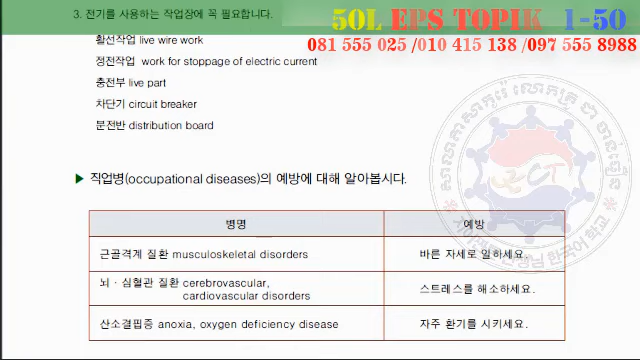 3. 전기를 사용하는 작업장에 꼭 필요합니다.
50L EPS TOPIK 1-50
081 555 025 /010 415 138 /097 555 8988
활선작업 live wire work
정전작업 work for stoppage of electric current
충전부 live part
차단기 circuit breaker
분전반 distribution board
▶ 직업병(occupational diseases)의 예방에 대해 알아봅시다.
병명 예방
근골격계 질환 musculoskeletal disorders 바른 자세로 일하세요.
뇌 · 심혈관 질환 cerebrovascular, cardiovascular disorders 스트레스를 해소하세요.
산소결핍증 anoxia, oxygen deficiency disease 자주 환기를 시키세요.